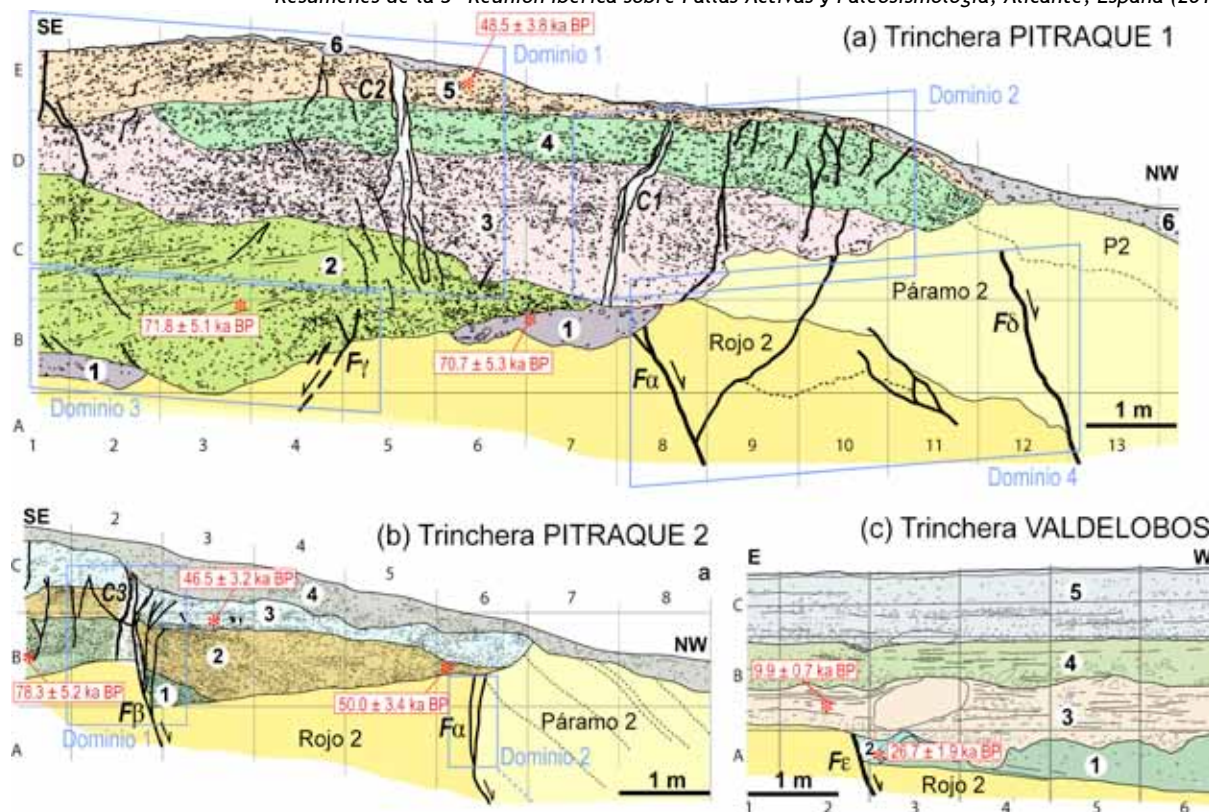 Resúmenes de la 3ª Reunión Ibérica sobre Fallas Activas y Paleosismología, Alicante, España (201
SE
48.5 ± 3.8 ka BP
(a) Trinchera PITRAQUE 1
6
Dominio 1
E
C2
5
Dominio 2
4
D
NW
C1
3
6
C
P2
2
Páramo 2
71.8 ± 5.1 ka BP
1
Fδ
B
Fγ
Rojo 2
1
70.7 ± 5.3 ka BP
Fα
Dominio 3
1 m
A
1 2 3 4 5 6 7 8 9 10 11 12 13
Dominio 4
SE
2
(b) Trinchera PITRAQUE 2
(c) Trinchera VALDELOBOS
3
4
E
W
C
46.5 ± 3.2 ka BP
5
a
5
C3
4
6
7
8
C
3
NW
4
B
2
9.9 ± 0.7 ka BP
B
78.3 ± 5.2 ka BP
1
50.0 ± 3.4 ka BP
3
Fβ
Fα
Páramo 2
2
26.7 ± 1.9 ka BP
A
1
A
Rojo 2
Fε
Dominio 1
Dominio 2
1 m
1 m
Rojo 2
1 2 3 4 5 6